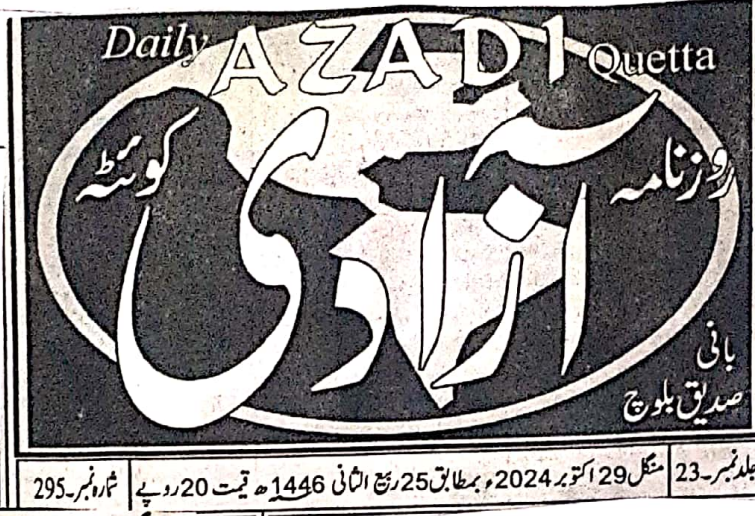 Daily AZADI Quetta
روزنامہ آزادی کوئٹہ
بانی
صدیق بلوچ
جلد نمبر۔23 منگل 29 اکتوبر 2024ء بمطابق 25 ربیع الثانی 1446ھ قیمت 20 روپے شمارہ نمبر۔295